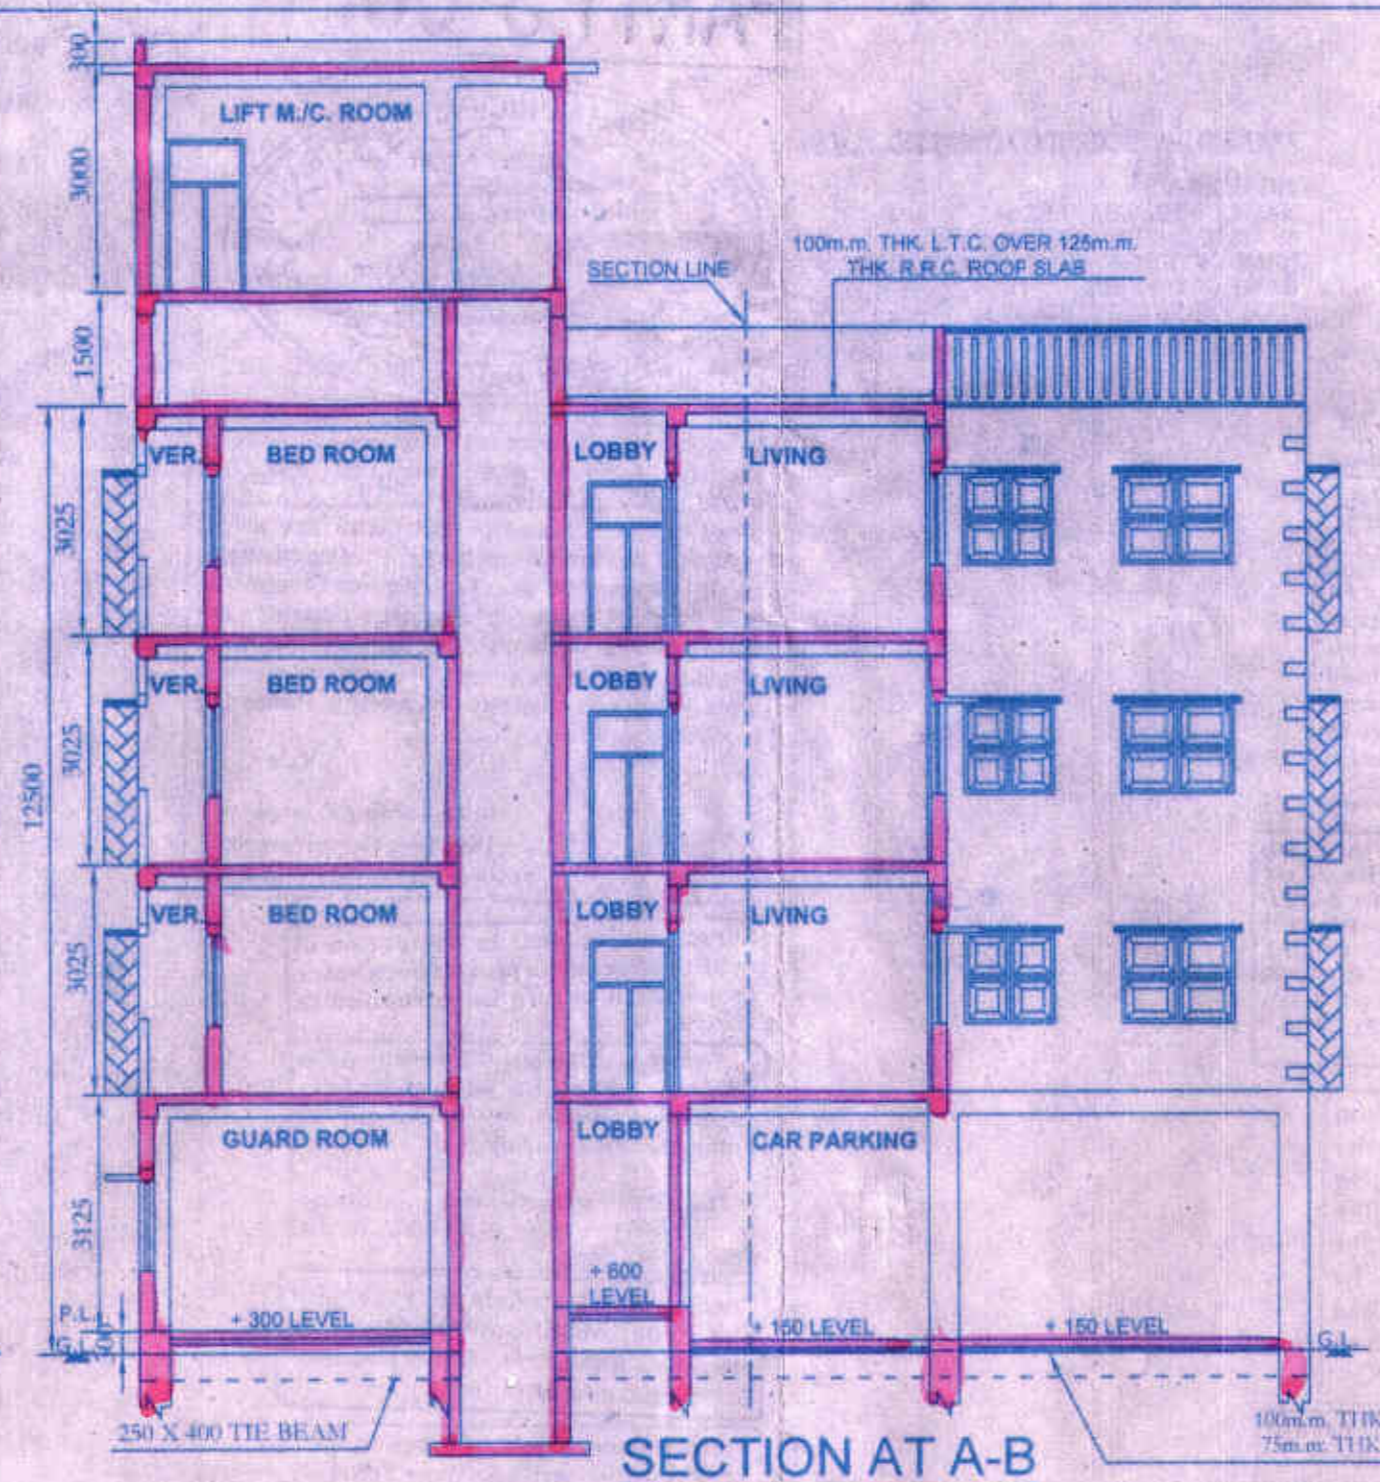 300
LIFT M./C. ROOM
3000
100m.m. THK. L.T.C. OVER 125m.m.
THK. R.R.C. ROOF SLAB
SECTION LINE
1500
VER. BED ROOM LOBBY LIVING
3025
VER. BED ROOM LOBBY LIVING
3025
12500
VER. BED ROOM LOBBY LIVING
3025
GUARD ROOM LOBBY CAR PARKING
3125
+ 600
LEVEL
P.L.
+ 300 LEVEL + 150 LEVEL + 150 LEVEL
G.L.
250 X 400 TIE BEAM
100m.m. THK
75m.m. THK
SECTION AT A-B